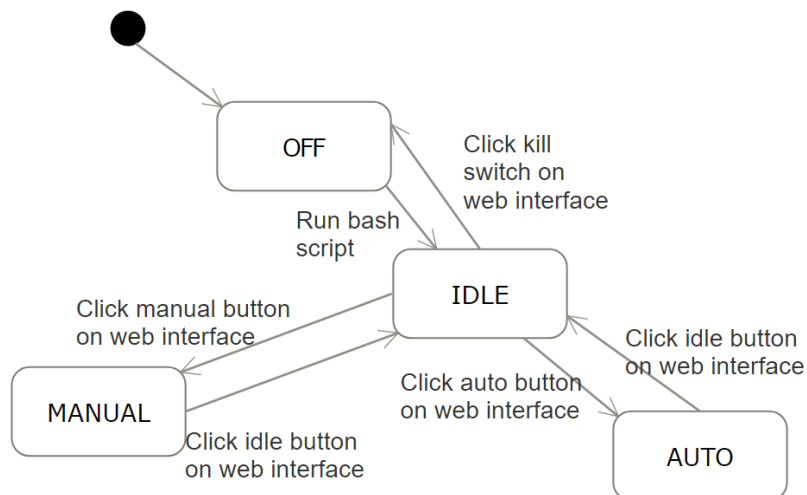 OFF
Click kill
switch on
web interface
Run bash
script
IDLE
Click manual button
on web interface
Click idle button
on web interface
Click auto button
on web interface
MANUAL
Click idle button
on web interface
AUTO